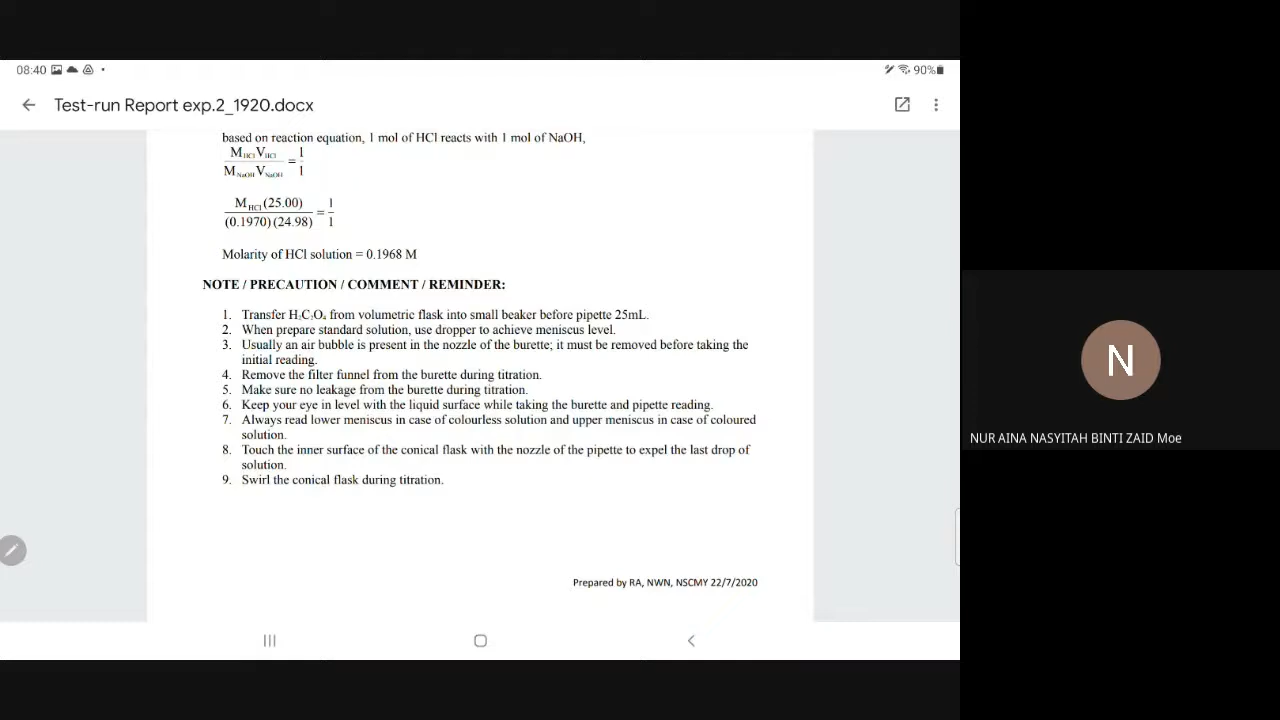 08:40
90%
Test-run Report exp.2_1920.docx
based on reaction equation, 1 mol of HCl reacts with 1 mol of NaOH,
M HCl V HCl / M NaOH V NaOH = 1/1
M HCl (25.00) / (0.1970)(24.98) = 1/1
Molarity of HCl solution = 0.1968 M
NOTE / PRECAUTION / COMMENT / REMINDER:
1. Transfer H₂C₂O₄ from volumetric flask into small beaker before pipette 25mL.
2. When prepare standard solution, use dropper to achieve meniscus level.
3. Usually an air bubble is present in the nozzle of the burette; it must be removed before taking the
initial reading.
4. Remove the filter funnel from the burette during titration.
5. Make sure no leakage from the burette during titration.
6. Keep your eye in level with the liquid surface while taking the burette and pipette reading.
7. Always read lower meniscus in case of colourless solution and upper meniscus in case of coloured
solution.
8. Touch the inner surface of the conical flask with the nozzle of the pipette to expel the last drop of
solution.
9. Swirl the conical flask during titration.
Prepared by RA, NWN, NSCMY 22/7/2020
N
NUR AINA NASYITAH BINTI ZAID Moe